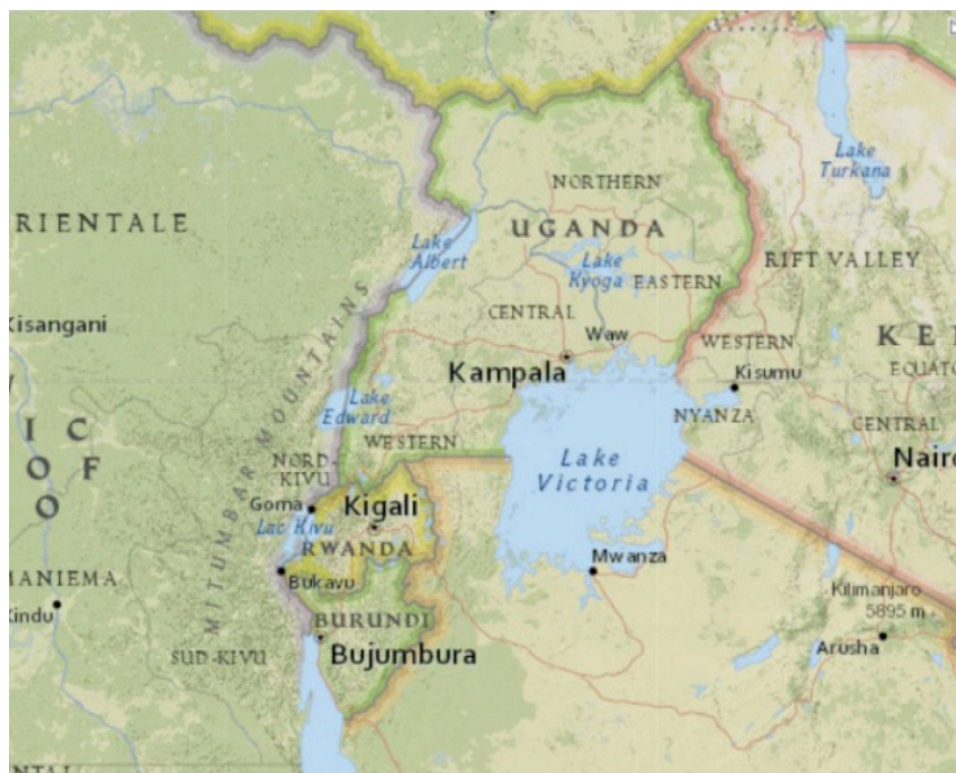 Lake
Turkana
NORTHERN
RIENTALE
UGANDA
Lake
Albert
Lake
Kyoga
RIFT VALLEY
EASTERN
CENTRAL
Kisangani
Waw
WESTERN
K E
Kampala
EQUATO
Kisumu
Lake
Edward
NYANZA
CENTRAL
I C
WESTERN
O F
O
Lake
Victoria
Nairo
NORD-
KIVU
MITUMBAR MOUNTAINS
Goma
Kigali
Lac Kivu
RWANDA
Mwanza
MANIEMA
Bukavu
Kilimanjaro
5895 m
Kindu
BURUNDI
Arusha
SUD-KIVU
Bujumbura